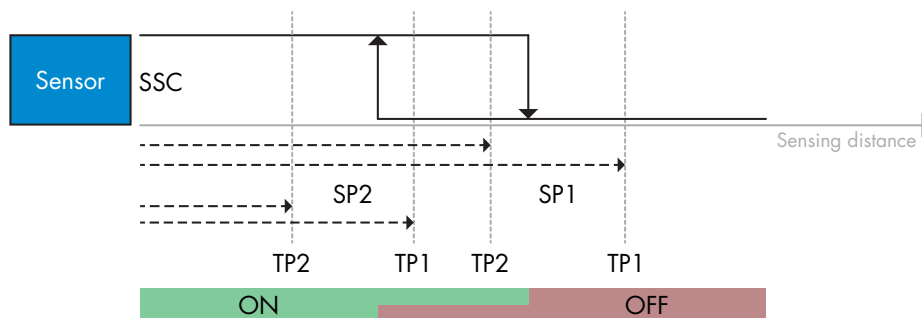 Sensor
SSC
Sensing distance
SP2
SP1
TP2
TP1
TP2
TP1
ON
OFF